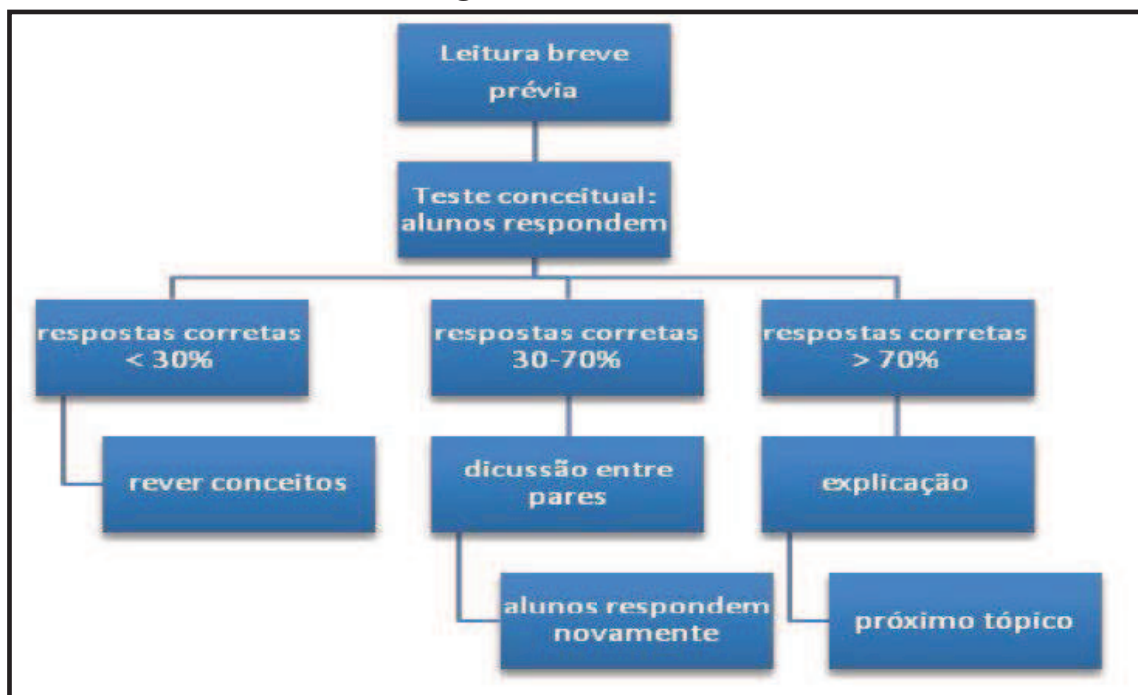 Leitura breve
prévia
Teste conceitual:
alunos respondem
respostas corretas
< 30%
respostas corretas
30-70%
respostas corretas
> 70%
rever conceitos
dicussão entre
pares
explicação
alunos respondem
novamente
próximo tópico